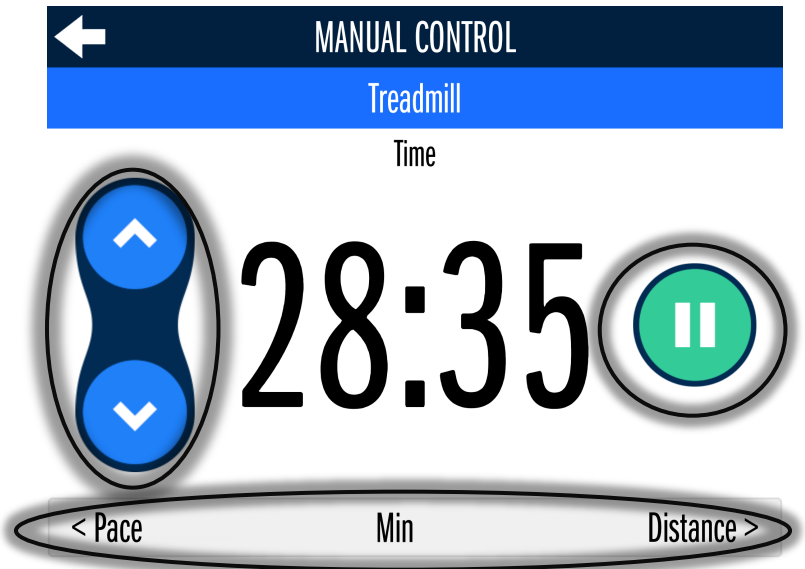 MANUAL CONTROL
Treadmill
Time
28:35
< Pace Min Distance >